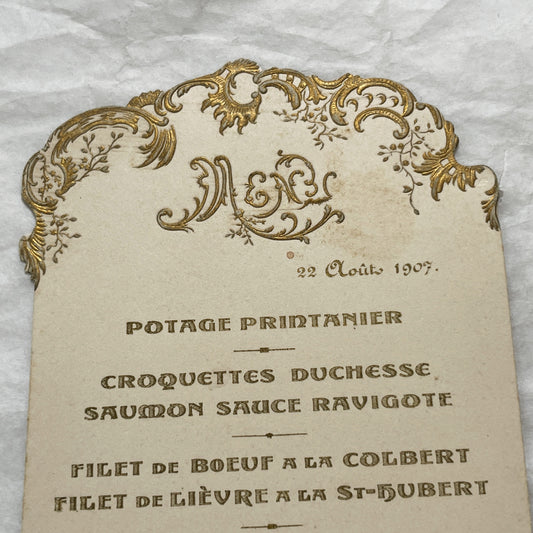 MENU
22 Août 1907.
POTAGE PRINTANIER
CROQUETTES DUCHESSE
SAUMON SAUCE RAVIGOTE
FILET DE BOEUF A LA COLBERT
FILET DE LIÈVRE A LA ST-HUBERT